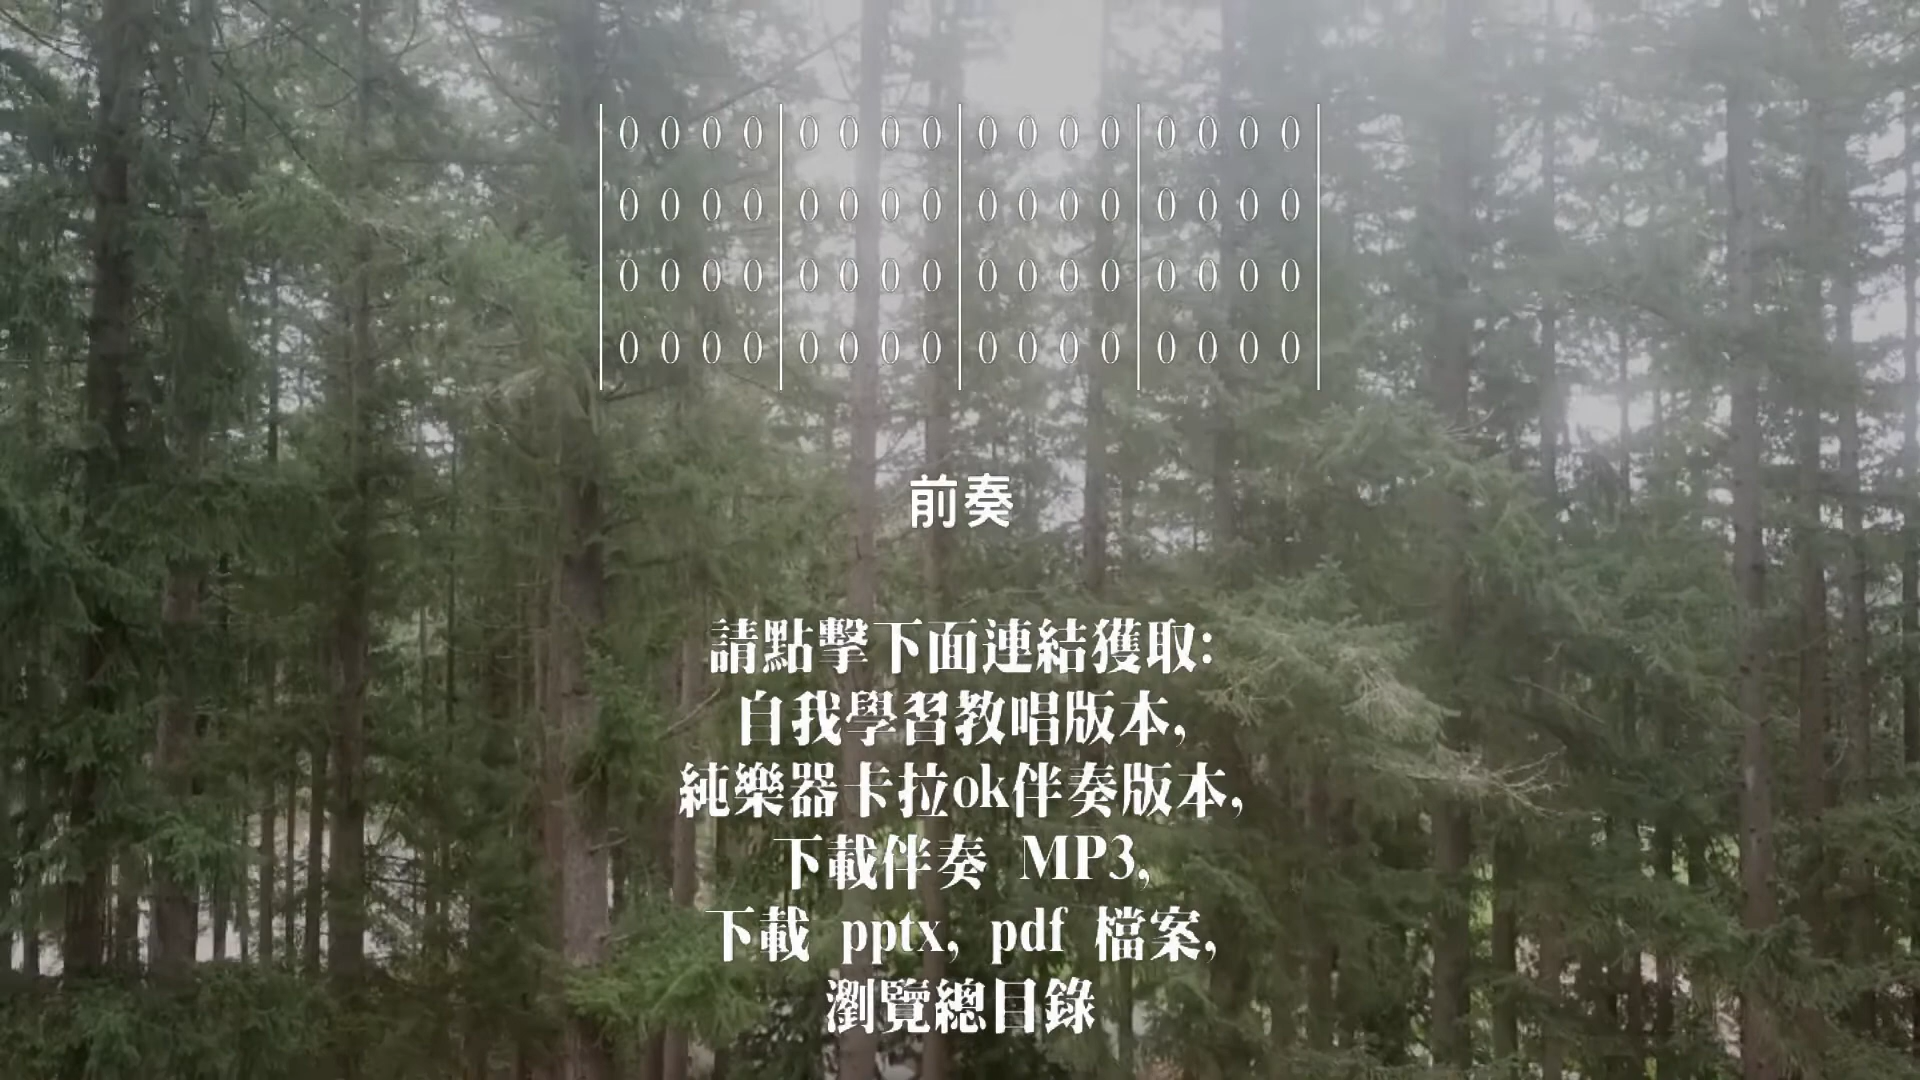 0 0 0 0 | 0 0 0 0 | 0 0 0 0 | 0 0 0 0
0 0 0 0 | 0 0 0 0 | 0 0 0 0 | 0 0 0 0
0 0 0 0 | 0 0 0 0 | 0 0 0 0 | 0 0 0 0
0 0 0 0 | 0 0 0 0 | 0 0 0 0 | 0 0 0 0
前奏
請點擊下面連結獲取:
自我學習教唱版本,
純樂器卡拉ok伴奏版本,
下載伴奏 MP3,
下載 pptx, pdf 檔案,
瀏覽總目錄